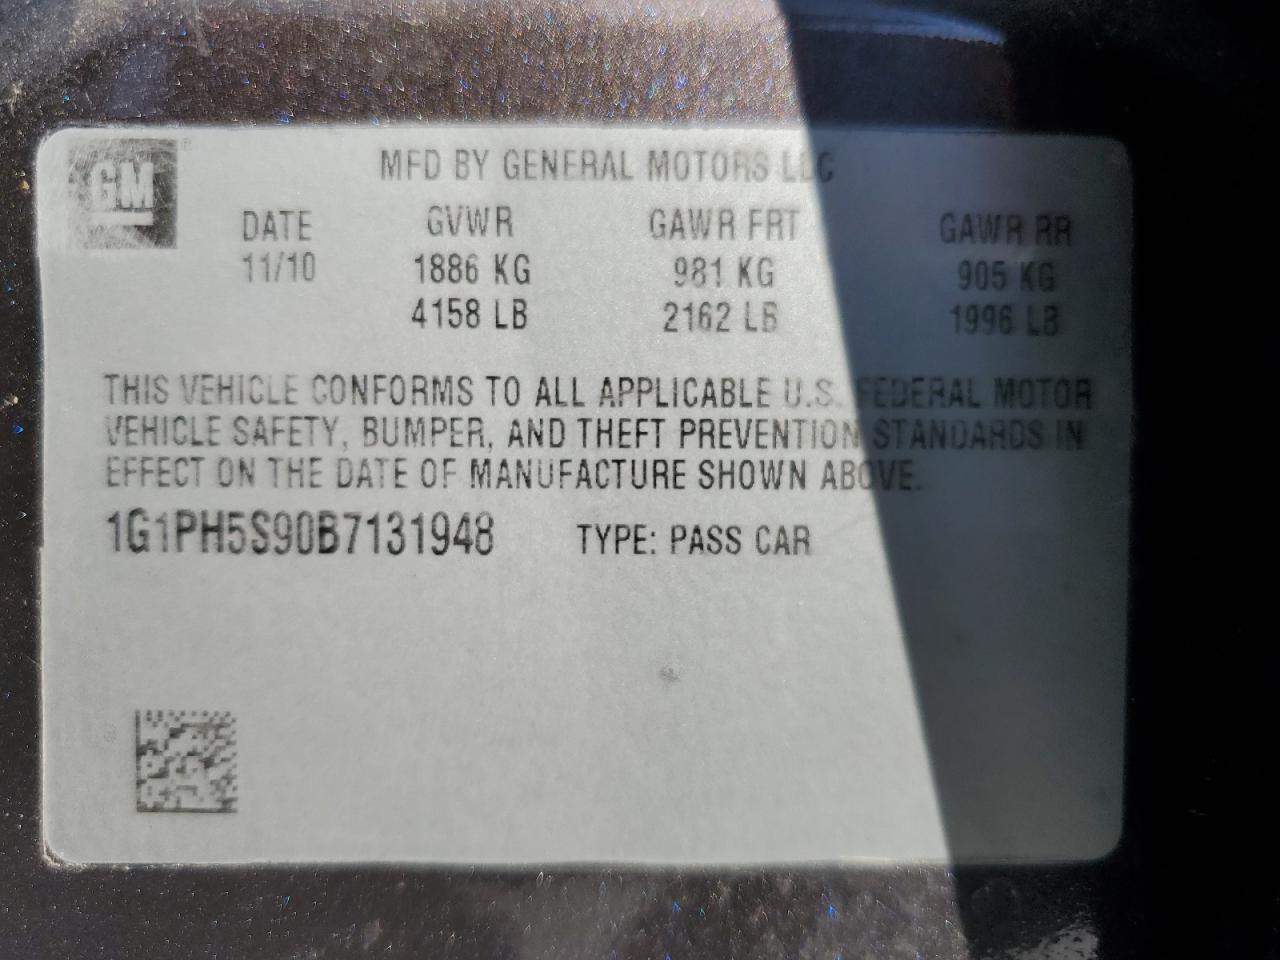 GM
MFD BY GENERAL MOTORS LLC
DATE GVWR GAWR FRT GAWR RR
11/10 1886 KG 981 KG 905 KG
4158 LB 2162 LB 1996 LB
THIS VEHICLE CONFORMS TO ALL APPLICABLE U.S. FEDERAL MOTOR
VEHICLE SAFETY, BUMPER, AND THEFT PREVENTION STANDARDS IN
EFFECT ON THE DATE OF MANUFACTURE SHOWN ABOVE.
1G1PH5S90B7131948 TYPE: PASS CAR